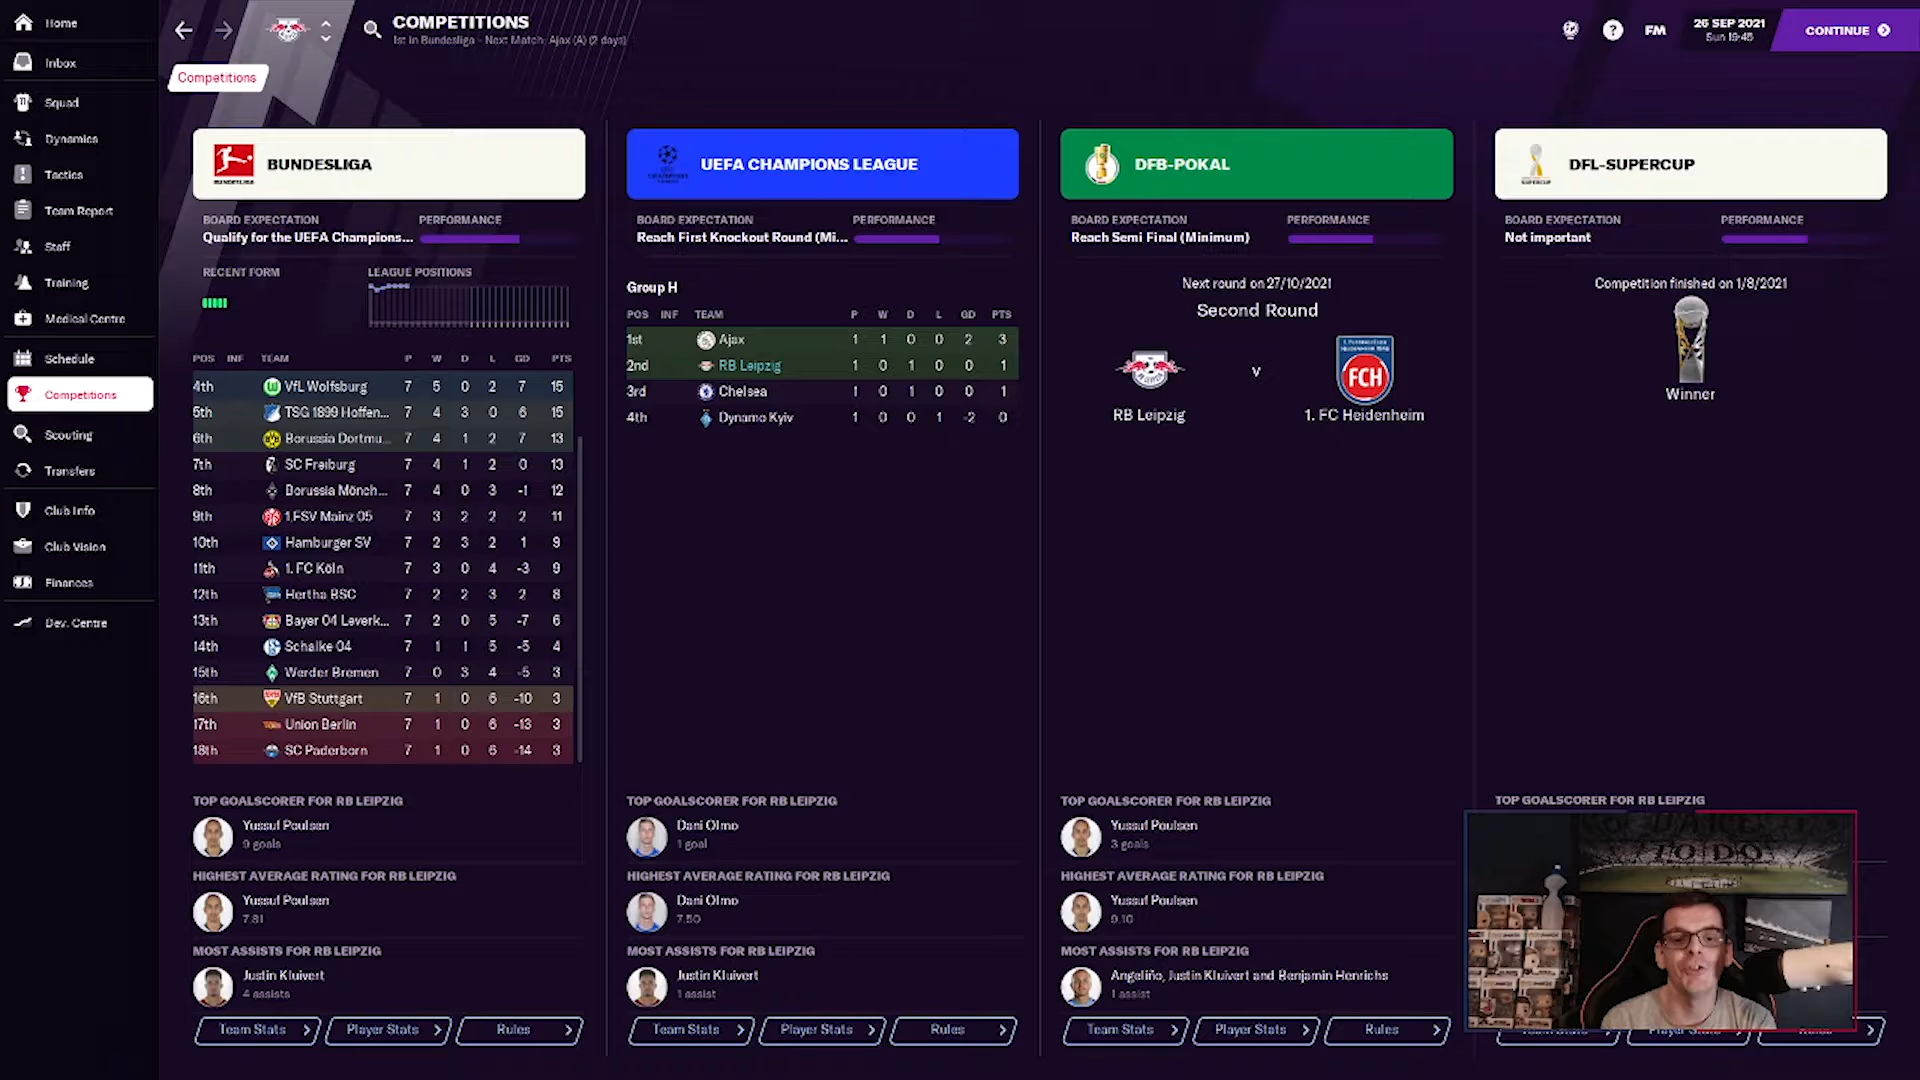 Home
Inbox
Squad
Dynamics
Tactics
Team Report
Staff
Training
Medical Centre
Schedule
Competitions
Scouting
Transfers
Club Info
Club Vision
Finances
Dev. Centre
COMPETITIONS
1st in Bundesliga - Next Match: Ajax (A) (2 days)
FM
26 SEP 2021
Sun 19:45
CONTINUE
Competitions
BUNDESLIGA
BOARD EXPECTATION PERFORMANCE
Qualify for the UEFA Champions...
RECENT FORM LEAGUE POSITIONS
POS INF TEAM P W D L GD PTS
4th VfL Wolfsburg 7 5 0 2 7 15
5th TSG 1899 Hoffen... 7 4 3 0 6 15
6th Borussia Dortmu... 7 4 1 2 7 13
7th SC Freiburg 7 4 1 2 0 13
8th Borussia Mönch... 7 4 0 3 -1 12
9th 1.FSV Mainz 05 7 3 2 2 2 11
10th Hamburger SV 7 2 3 2 1 9
11th 1. FC Köln 7 3 0 4 -3 9
12th Hertha BSC 7 2 2 3 2 8
13th Bayer 04 Leverk... 7 2 0 5 -7 6
14th Schalke 04 7 1 1 5 -5 4
15th Werder Bremen 7 0 3 4 -5 3
16th VfB Stuttgart 7 1 0 6 -10 3
17th Union Berlin 7 1 0 6 -13 3
18th SC Paderborn 7 1 0 6 -14 3
TOP GOALSCORER FOR RB LEIPZIG
Yussuf Poulsen
9 goals
HIGHEST AVERAGE RATING FOR RB LEIPZIG
Yussuf Poulsen
7.81
MOST ASSISTS FOR RB LEIPZIG
Justin Kluivert
4 assists
Team Stats Player Stats Rules
UEFA CHAMPIONS LEAGUE
BOARD EXPECTATION PERFORMANCE
Reach First Knockout Round (Mi...
Group H
POS INF TEAM P W D L GD PTS
1st Ajax 1 1 0 0 2 3
2nd RB Leipzig 1 0 1 0 0 1
3rd Chelsea 1 0 1 0 0 1
4th Dynamo Kyiv 1 0 0 1 -2 0
TOP GOALSCORER FOR RB LEIPZIG
Dani Olmo
1 goal
HIGHEST AVERAGE RATING FOR RB LEIPZIG
Dani Olmo
7.50
MOST ASSISTS FOR RB LEIPZIG
Justin Kluivert
1 assist
Team Stats Player Stats Rules
DFB-POKAL
BOARD EXPECTATION PERFORMANCE
Reach Semi Final (Minimum)
Next round on 27/10/2021
Second Round
v
FCH
RB Leipzig 1. FC Heidenheim
TOP GOALSCORER FOR RB LEIPZIG
Yussuf Poulsen
3 goals
HIGHEST AVERAGE RATING FOR RB LEIPZIG
Yussuf Poulsen
9.10
MOST ASSISTS FOR RB LEIPZIG
Angeliño, Justin Kluivert and Benjamin Henrichs
1 assist
Team Stats Player Stats Rules
DFL-SUPERCUP
BOARD EXPECTATION PERFORMANCE
Not important
Competition finished on 1/8/2021
Winner
TOP GOALSCORER FOR RB LEIPZIG
DARE
TO DO